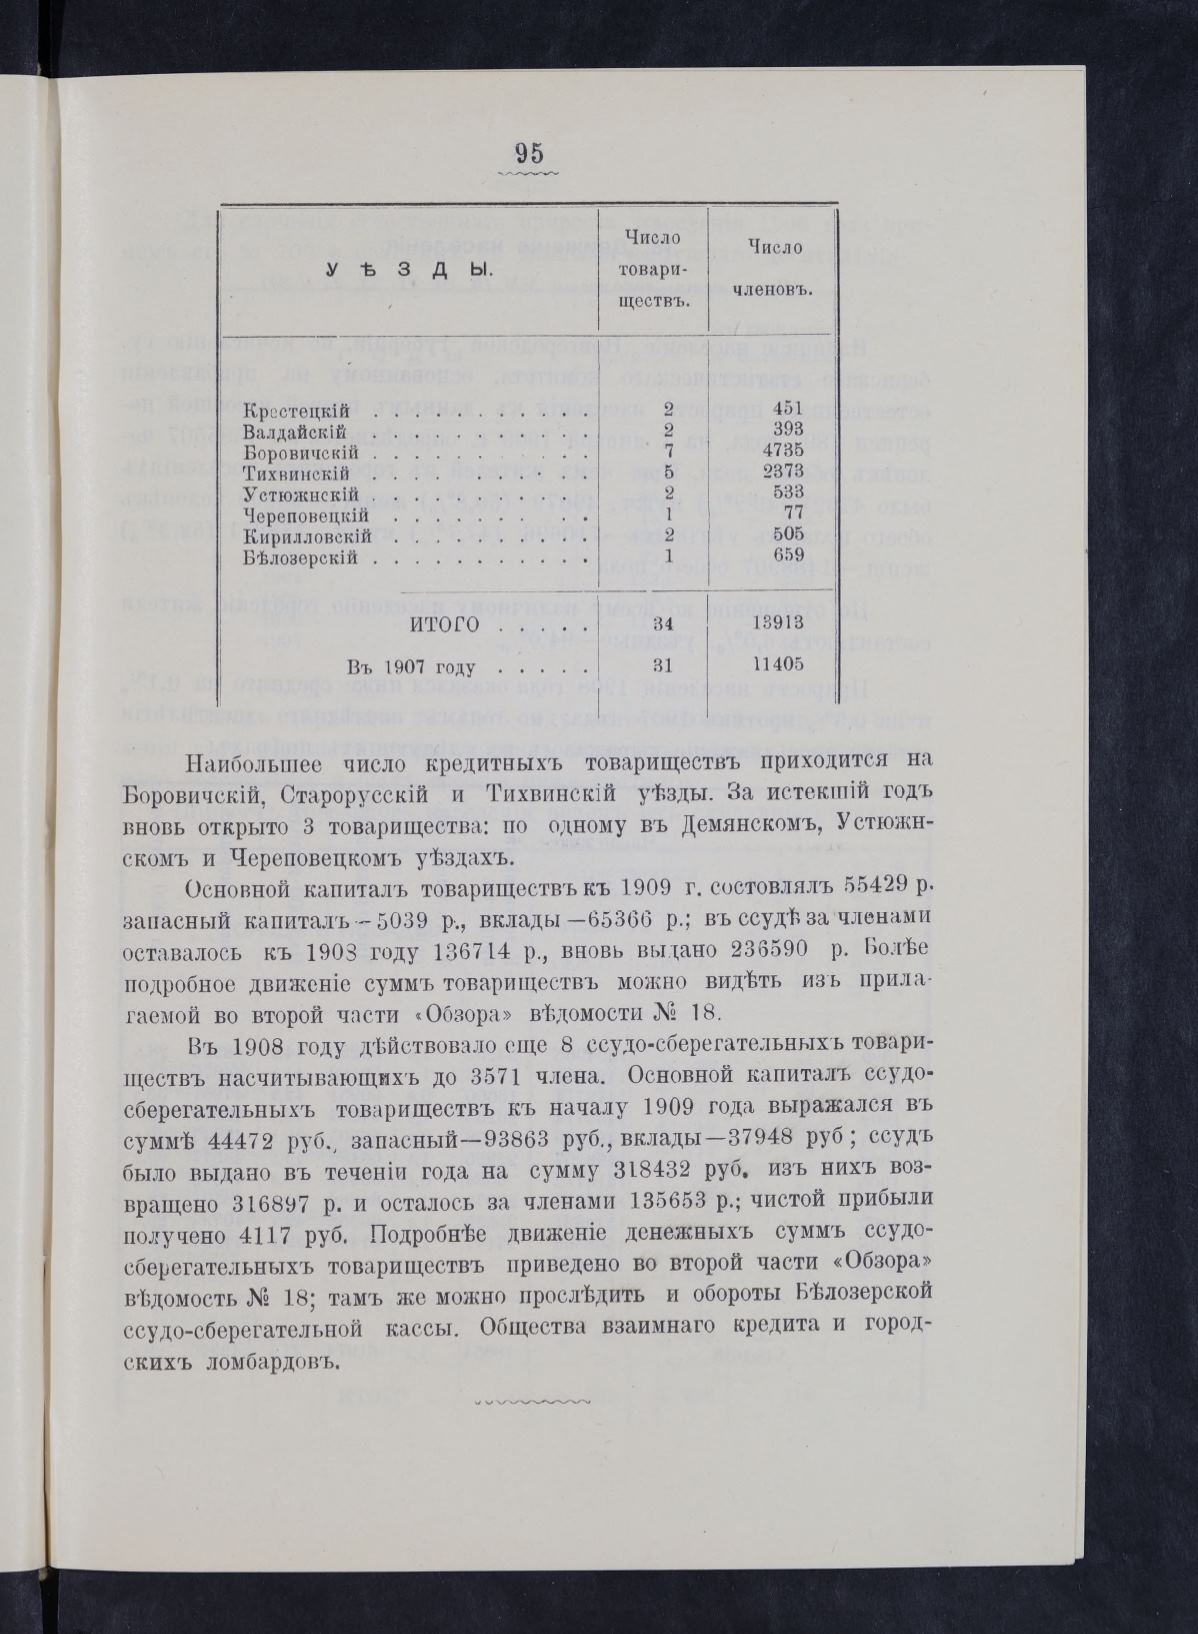 95
УѢЗДЫ.
Число товари-ществъ.
Число членовъ.
Крестецкій . . . . . . . . . . . 2 451
Валдайскій . . . . . . . . . . . 2 393
Боровичскій . . . . . . . . . . . 7 4735
Тихвинскій . . . . . . . . . . . 5 2373
Устюжнскій . . . . . . . . . . . 2 533
Череповецкій . . . . . . . . . . 1 77
Кирилловскій . . . . . . . . . . 2 505
Бѣлозерскій . . . . . . . . . . . 1 659
ИТОГО . . . . . 34 13913
Въ 1907 году . . . . . 31 11405
Наибольшее число кредитныхъ товариществъ приходится на
Боровичскій, Старорусскій и Тихвинскій уѣзды. За истекшій годъ
вновь открыто 3 товарищества: по одному въ Демянскомъ, Устюжн-
скомъ и Череповецкомъ уѣздахъ.
Основной капиталъ товариществъ къ 1909 г. состовлялъ 55429 р.
запасный капиталъ—5039 р., вклады—65366 р.; въ ссудѣ за членами
оставалось къ 1908 году 136714 р., вновь выдано 236590 р. Болѣе
подробное движеніе суммъ товариществъ можно видѣть изъ прила-
гаемой во второй части «Обзора» вѣдомости № 18.
Въ 1908 году дѣйствовало еще 8 ссудо-сберегательныхъ товари-
ществъ насчитывающихъ до 3571 члена. Основной капиталъ ссудо-
сберегательныхъ товариществъ къ началу 1909 года выражался въ
суммѣ 44472 руб., запасный—93863 руб., вклады—37948 руб; ссудъ
было выдано въ теченіи года на сумму 318432 руб. изъ нихъ воз-
вращено 316897 р. и осталось за членами 135653 р.; чистой прибыли
получено 4117 руб. Подробнѣе движеніе денежныхъ суммъ ссудо-
сберегательныхъ товариществъ приведено во второй части «Обзора»
вѣдомость № 18; тамъ же можно прослѣдить и обороты Бѣлозерской
ссудо-сберегательной кассы. Общества взаимнаго кредита и город-
скихъ ломбардовъ.